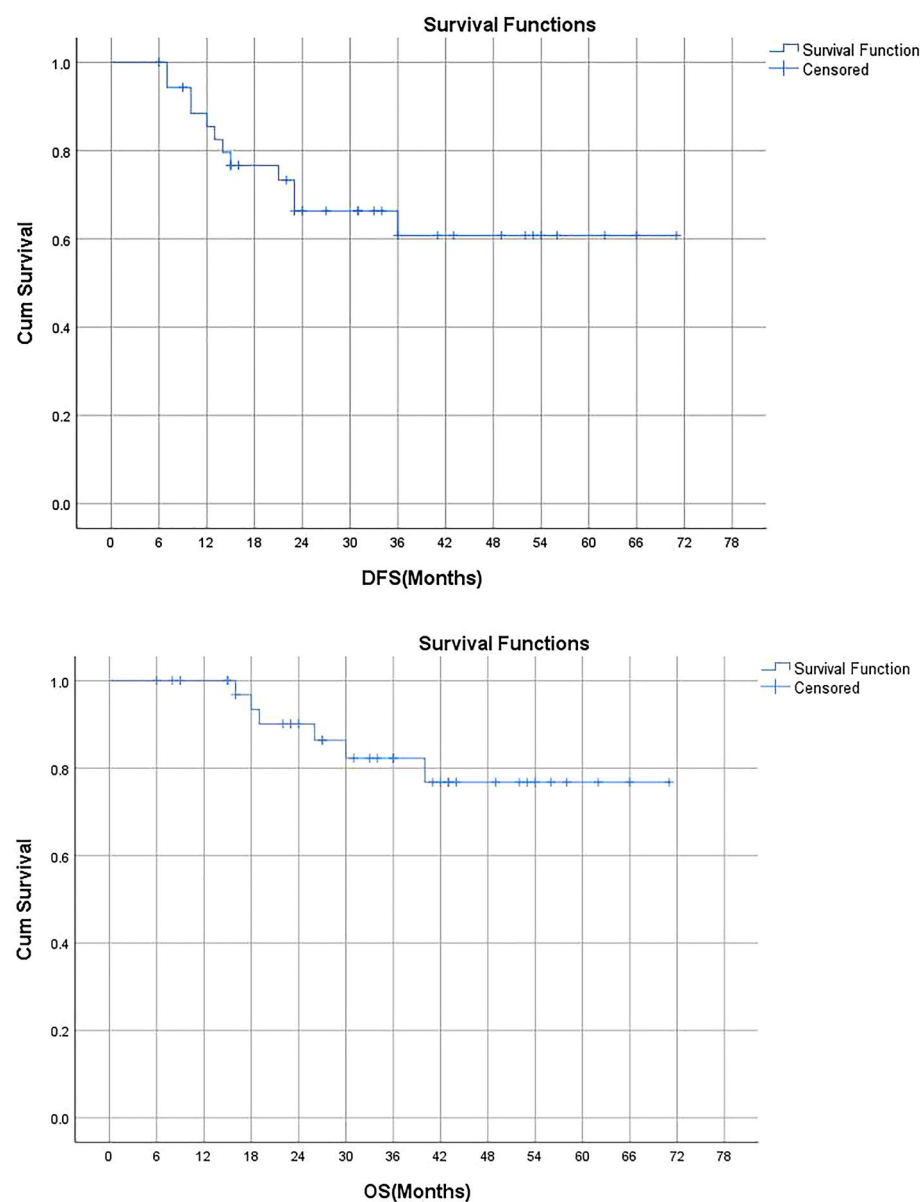 Survival Functions
Survival Function
Censored
1.0
0.8
0.6
0.4
0.2
0.0
Cum Survival
0 6 12 18 24 30 36 42 48 54 60 66 72 78
DFS(Months)
Survival Functions
Survival Function
Censored
1.0
0.8
0.6
0.4
0.2
0.0
Cum Survival
0 6 12 18 24 30 36 42 48 54 60 66 72 78
OS(Months)